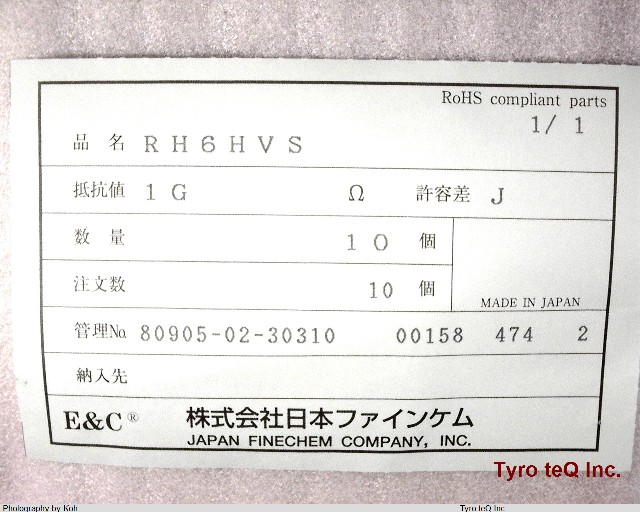 RoHS compliant parts
1/ 1
品 名 RH6HVS
抵抗値 1G Ω 許容差 J
数 量 10 個
注文数 10 個
MADE IN JAPAN
管理No. 80905-02-30310 00158 474 2
納入先
E&C® 株式会社日本ファインケム
JAPAN FINECHEM COMPANY, INC.
Tyro teQ Inc.
Photography by Koh Tyro teQ Inc